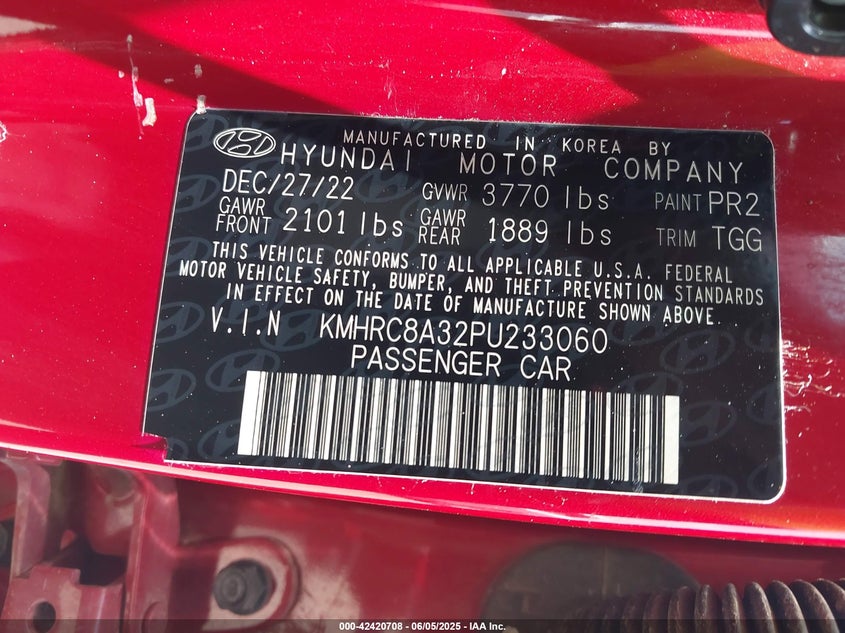 MANUFACTURED IN KOREA BY
HYUNDAI MOTOR COMPANY
DEC/27/22 GVWR 3770 lbs PAINT PR2
GAWR FRONT 2101 lbs GAWR REAR 1889 lbs TRIM TGG
THIS VEHICLE CONFORMS TO ALL APPLICABLE U.S.A. FEDERAL
MOTOR VEHICLE SAFETY, BUMPER, AND THEFT PREVENTION STANDARDS
IN EFFECT ON THE DATE OF MANUFACTURE SHOWN ABOVE.
V.I.N KMHRC8A32PU233060
PASSENGER CAR
000-42420708 - 06/05/2025 - IAA Inc.